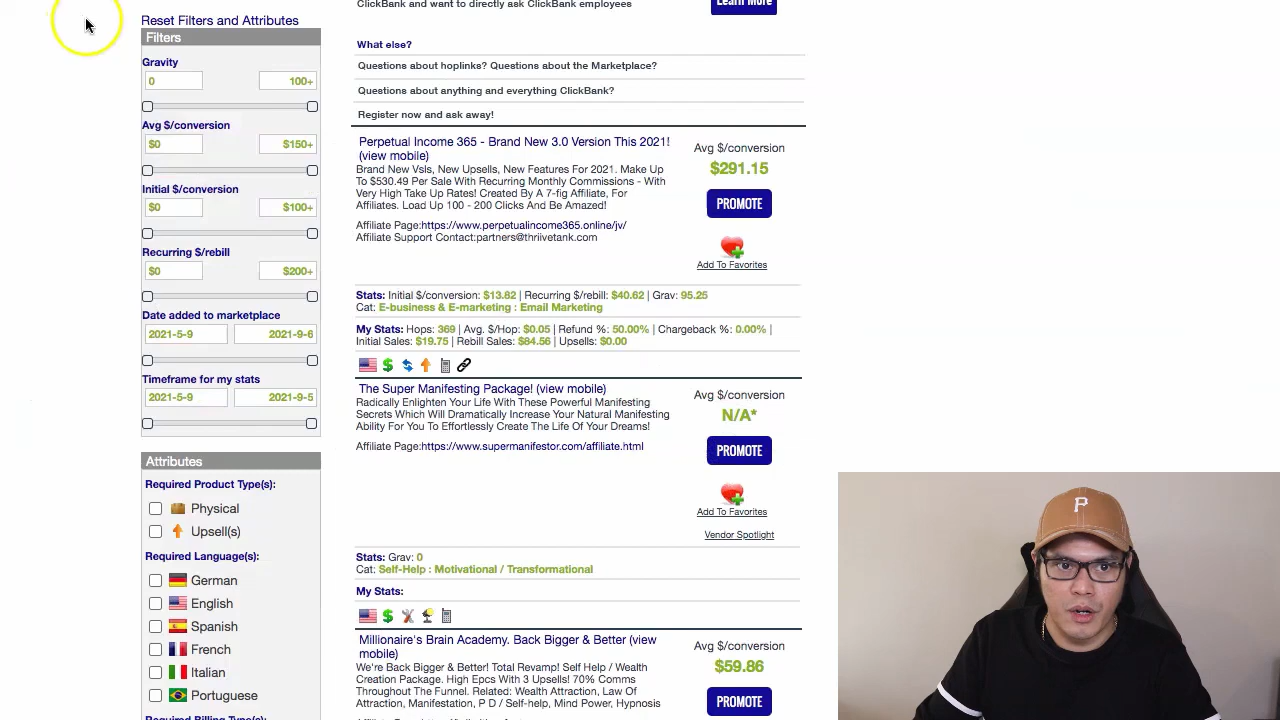 ClickBank and want to directly ask ClickBank employees
Learn More
Reset Filters and Attributes
Filters
Gravity
0 100+
Avg $/conversion
$0 $150+
Initial $/conversion
$0 $100+
Recurring $/rebill
$0 $200+
Date added to marketplace
2021-5-9 2021-9-6
Timeframe for my stats
2021-5-9 2021-9-5
Attributes
Required Product Type(s):
Physical
Upsell(s)
Required Language(s):
German
English
Spanish
French
Italian
Portuguese
Required Billing Type(s):
What else?
Questions about hoplinks? Questions about the Marketplace?
Questions about anything and everything ClickBank?
Register now and ask away!
Perpetual Income 365 - Brand New 3.0 Version This 2021!
(view mobile)
Brand New Vsls, New Upsells, New Features For 2021. Make Up
To $530.49 Per Sale With Recurring Monthly Commissions - With
Very High Take Up Rates! Created By A 7-fig Affiliate, For
Affiliates. Load Up 100 - 200 Clicks And Be Amazed!
Affiliate Page:https://www.perpetualincome365.online/jv/
Affiliate Support Contact:partners@thriivetank.com
Avg $/conversion
$291.15
PROMOTE
Add To Favorites
Stats: Initial $/conversion: $13.82 | Recurring $/rebill: $40.62 | Grav: 95.25
Cat: E-business & E-marketing : Email Marketing
My Stats: Hops: 369 | Avg. $/Hop: $0.05 | Refund %: 50.00% | Chargeback %: 0.00% |
Initial Sales: $19.75 | Rebill Sales: $84.56 | Upsells: $0.00
The Super Manifesting Package! (view mobile)
Radically Enlighten Your Life With These Powerful Manifesting
Secrets Which Will Dramatically Increase Your Natural Manifesting
Ability For You To Effortlessly Create The Life Of Your Dreams!
Affiliate Page:https://www.supermanifestor.com/affiliate.html
Avg $/conversion
N/A*
PROMOTE
Add To Favorites
Vendor Spotlight
Stats: Grav: 0
Cat: Self-Help : Motivational / Transformational
My Stats:
Millionaire's Brain Academy. Back Bigger & Better (view
mobile)
We're Back Bigger & Better! Total Revamp! Self Help / Wealth
Creation Package. High Epcs With 3 Upsells! 70% Comms
Throughout The Funnel. Related: Wealth Attraction, Law Of
Attraction, Manifestation, P D / Self-help, Mind Power, Hypnosis
Avg $/conversion
$59.86
PROMOTE
P